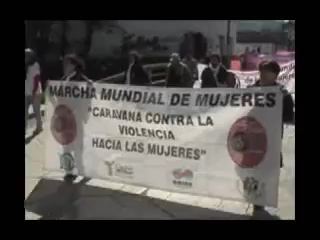 MARCHA MUNDIAL DE MUJERES
"CARAVANA CONTRA LA
VIOLENCIA
HACIA LAS MUJERES"